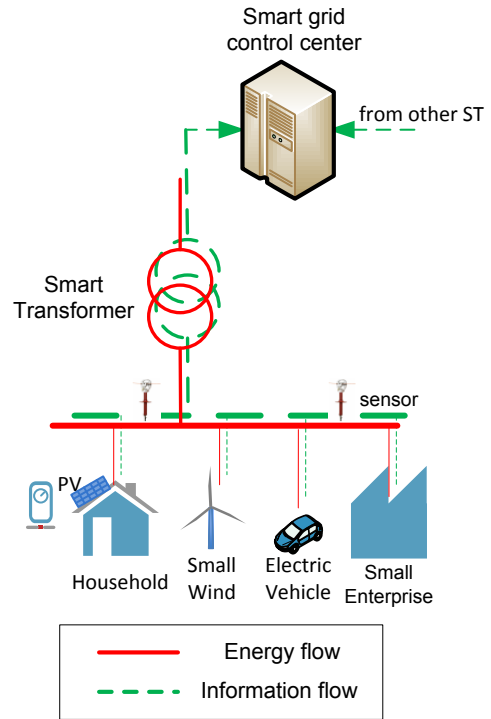 Smart grid
control center
from other ST
Smart
Transformer
sensor
PV
Household
Small
Wind
Electric
Vehicle
Small
Enterprise
Energy flow
Information flow